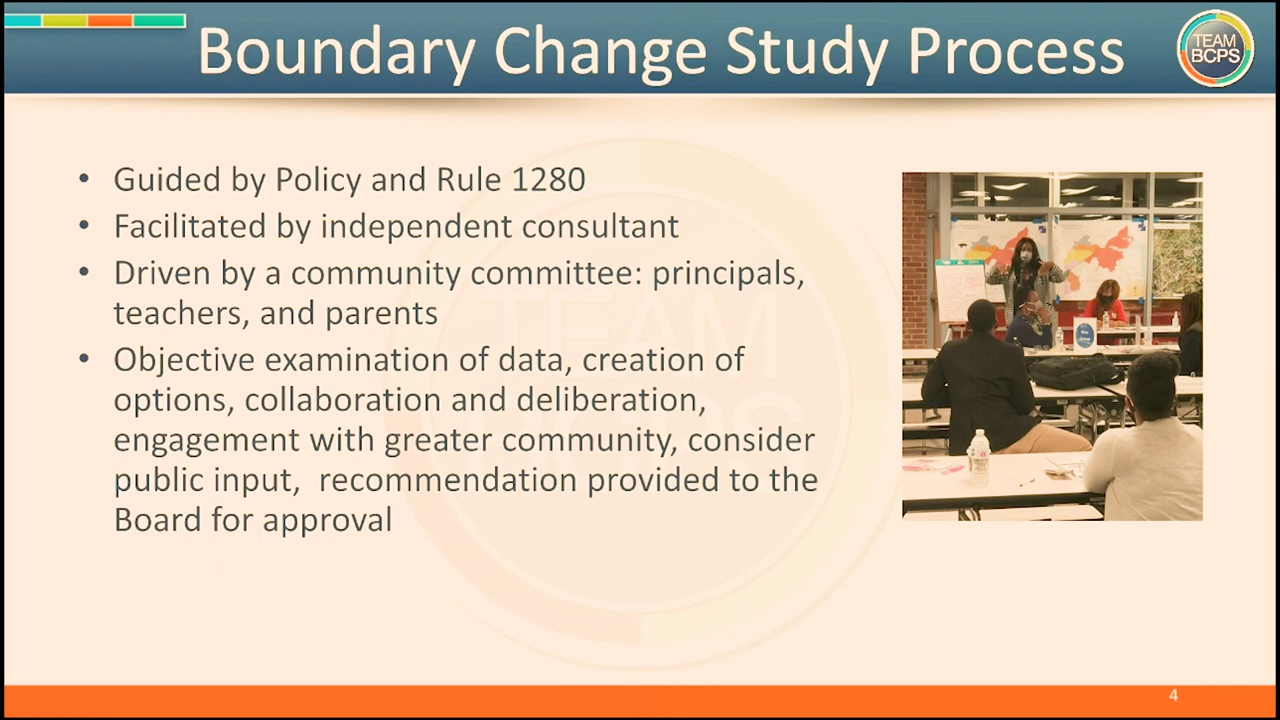 Boundary Change Study Process
TEAM
BCPS
• Guided by Policy and Rule 1280
• Facilitated by independent consultant
• Driven by a community committee: principals,
teachers, and parents
• Objective examination of data, creation of
options, collaboration and deliberation,
engagement with greater community, consider
public input,  recommendation provided to the
Board for approval
TEAM
BCPS
4